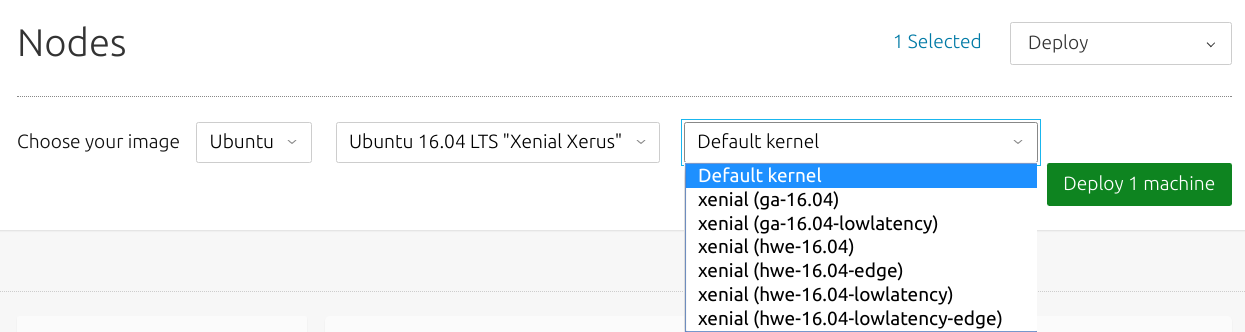 Nodes
1 Selected
Deploy
Choose your image
Ubuntu
Ubuntu 16.04 LTS "Xenial Xerus"
Default kernel
Default kernel
xenial (ga-16.04)
xenial (ga-16.04-lowlatency)
xenial (hwe-16.04)
xenial (hwe-16.04-edge)
xenial (hwe-16.04-lowlatency)
xenial (hwe-16.04-lowlatency-edge)
Deploy 1 machine